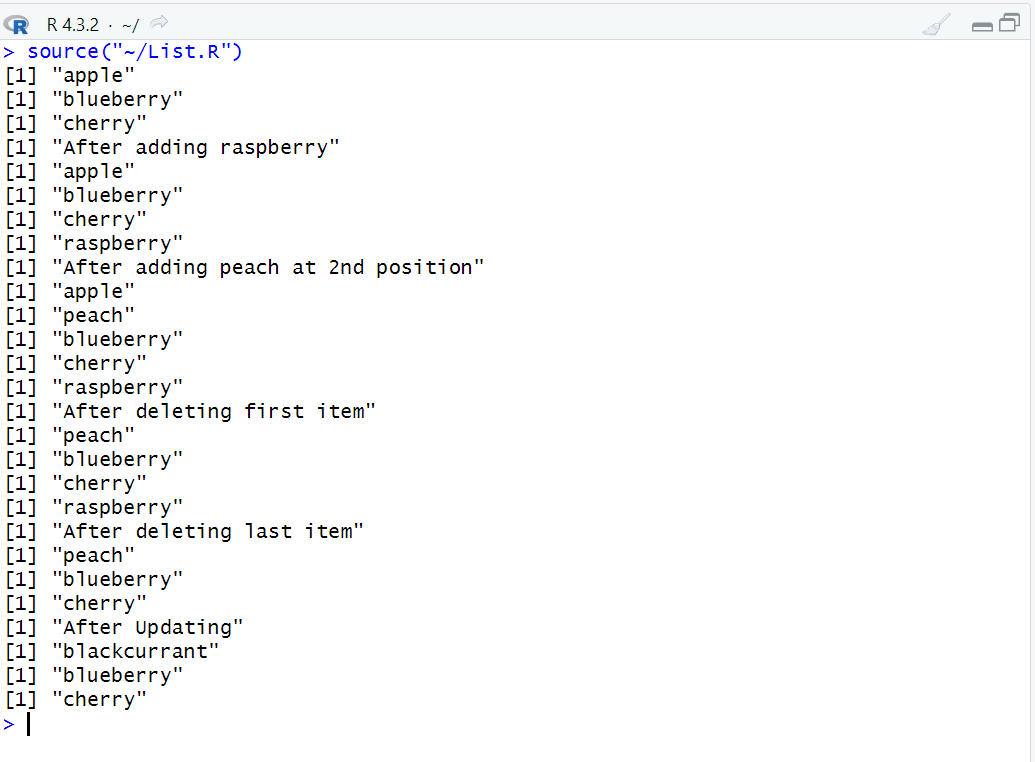 R R 4.3.2 · ~/
> source("~/List.R")
[1] "apple"
[1] "blueberry"
[1] "cherry"
[1] "After adding raspberry"
[1] "apple"
[1] "blueberry"
[1] "cherry"
[1] "raspberry"
[1] "After adding peach at 2nd position"
[1] "apple"
[1] "peach"
[1] "blueberry"
[1] "cherry"
[1] "raspberry"
[1] "After deleting first item"
[1] "peach"
[1] "blueberry"
[1] "cherry"
[1] "raspberry"
[1] "After deleting last item"
[1] "peach"
[1] "blueberry"
[1] "cherry"
[1] "After Updating"
[1] "blackcurrant"
[1] "blueberry"
[1] "cherry"
>